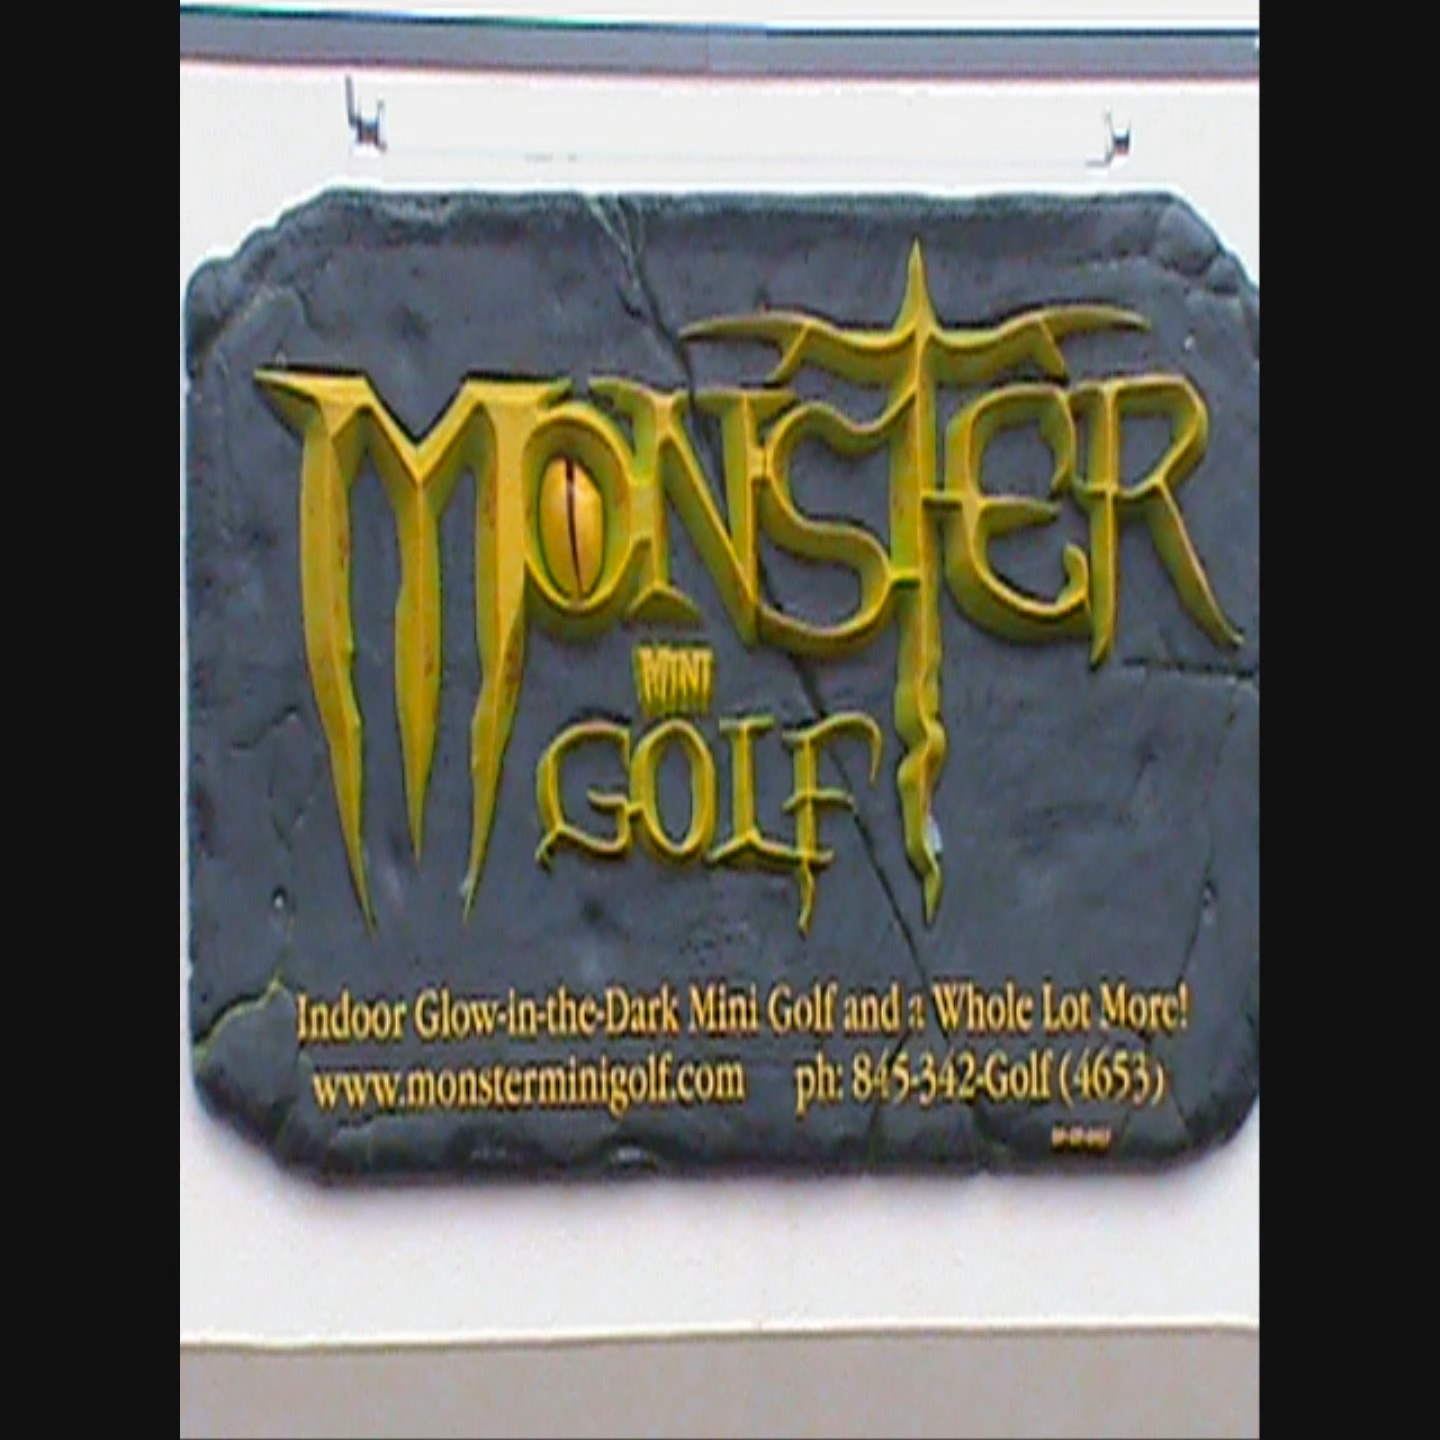 MONSTER
MINI
GOLF
Indoor Glow-in-the-Dark Mini Golf and a Whole Lot More!
www.monsterminigolf.com ph: 845-342-Golf (4653)